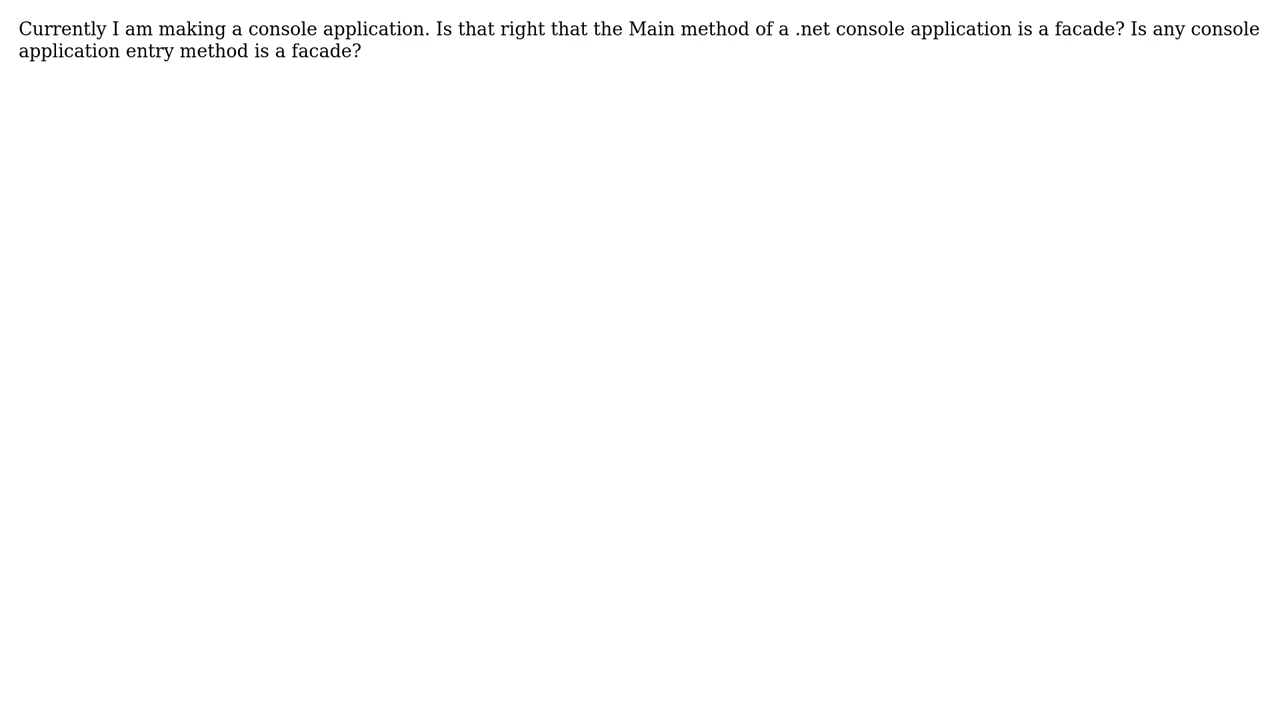 Currently I am making a console application. Is that right that the Main method of a .net console application is a facade? Is any console
application entry method is a facade?